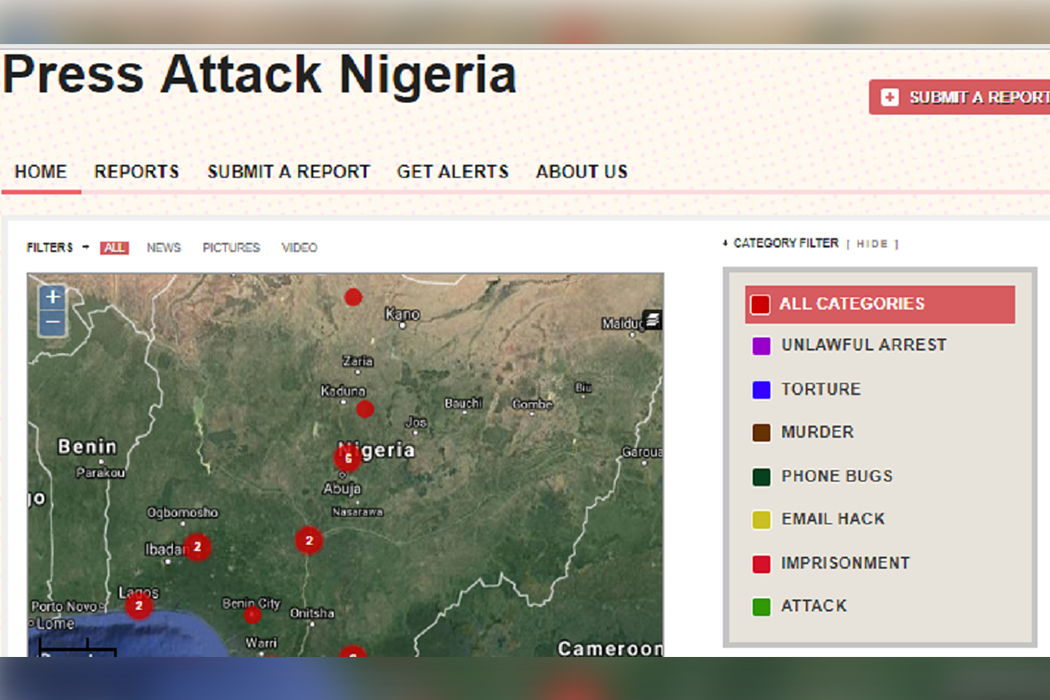 Press Attack Nigeria
+ SUBMIT A REPORT
HOME REPORTS SUBMIT A REPORT GET ALERTS ABOUT US
FILTERS → ALL NEWS PICTURES VIDEO
↓ CATEGORY FILTER [ HIDE ]
+
−
Kano
Maidug
Zaria
Kaduna
Bauchi
Gombe
Biu
Jos
Benin
Parakou
Nigeria
6
Garoua
Abuja
Nasarawa
Ogbomosho
Ibadan
2
2
Lagos
2
Porto Novo
Lome
Benin City
Onitsha
Warri
Cameroon
ALL CATEGORIES
UNLAWFUL ARREST
TORTURE
MURDER
PHONE BUGS
EMAIL HACK
IMPRISONMENT
ATTACK